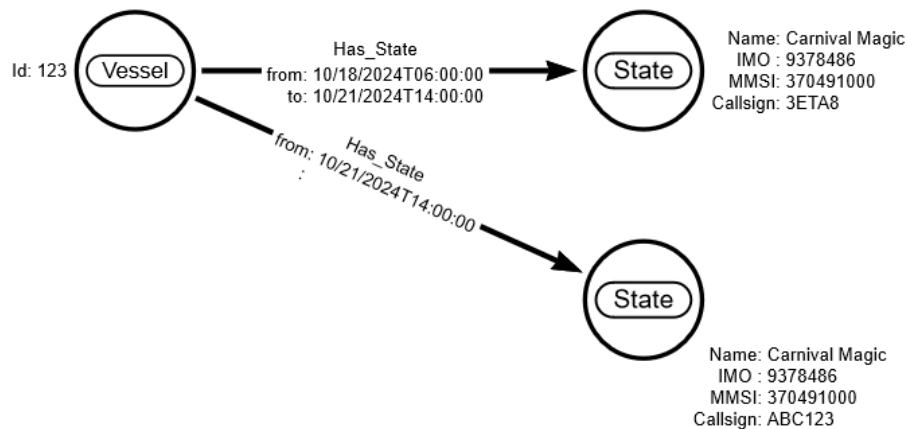 Id: 123
Vessel
Has_State
from: 10/18/2024T06:00:00
to: 10/21/2024T14:00:00
State
Name: Carnival Magic
IMO : 9378486
MMSI: 370491000
Callsign: 3ETA8
Has_State
from: 10/21/2024T14:00:00
:
State
Name: Carnival Magic
IMO : 9378486
MMSI: 370491000
Callsign: ABC123